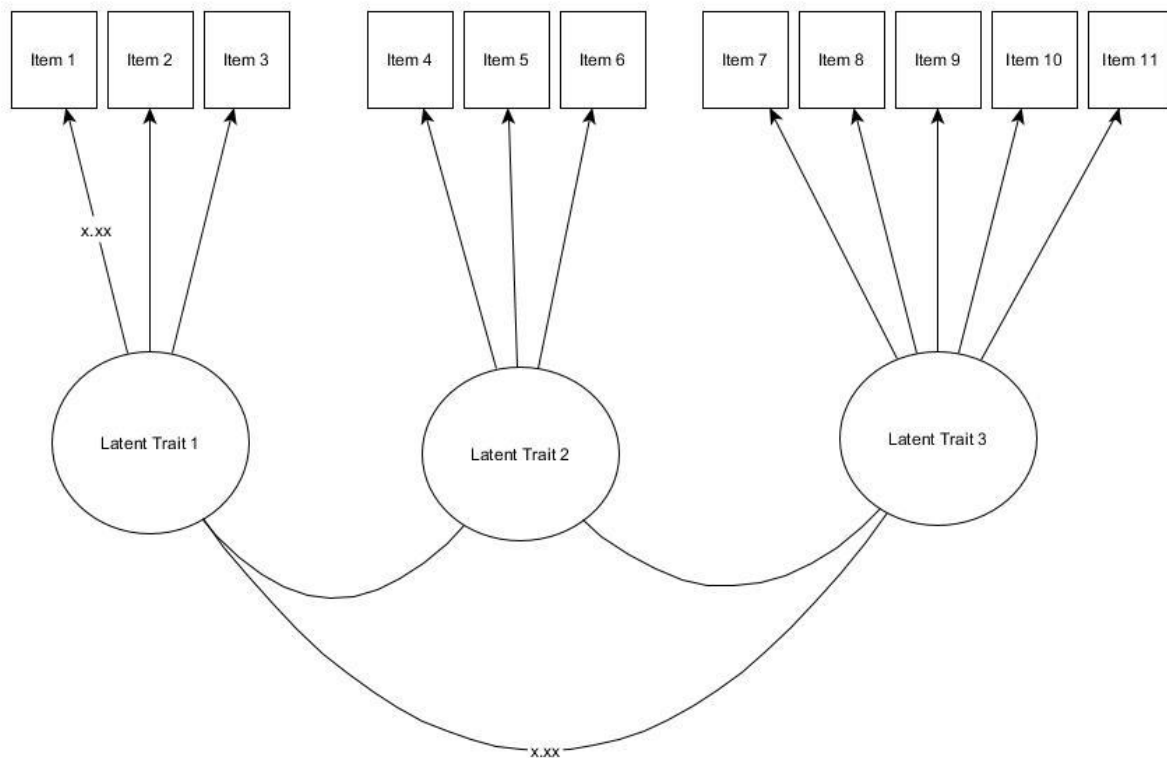 Item 1
Item 2
Item 3
Item 4
Item 5
Item 6
Item 7
Item 8
Item 9
Item 10
Item 11
x.xx
Latent Trait 1
Latent Trait 2
Latent Trait 3
x.xx